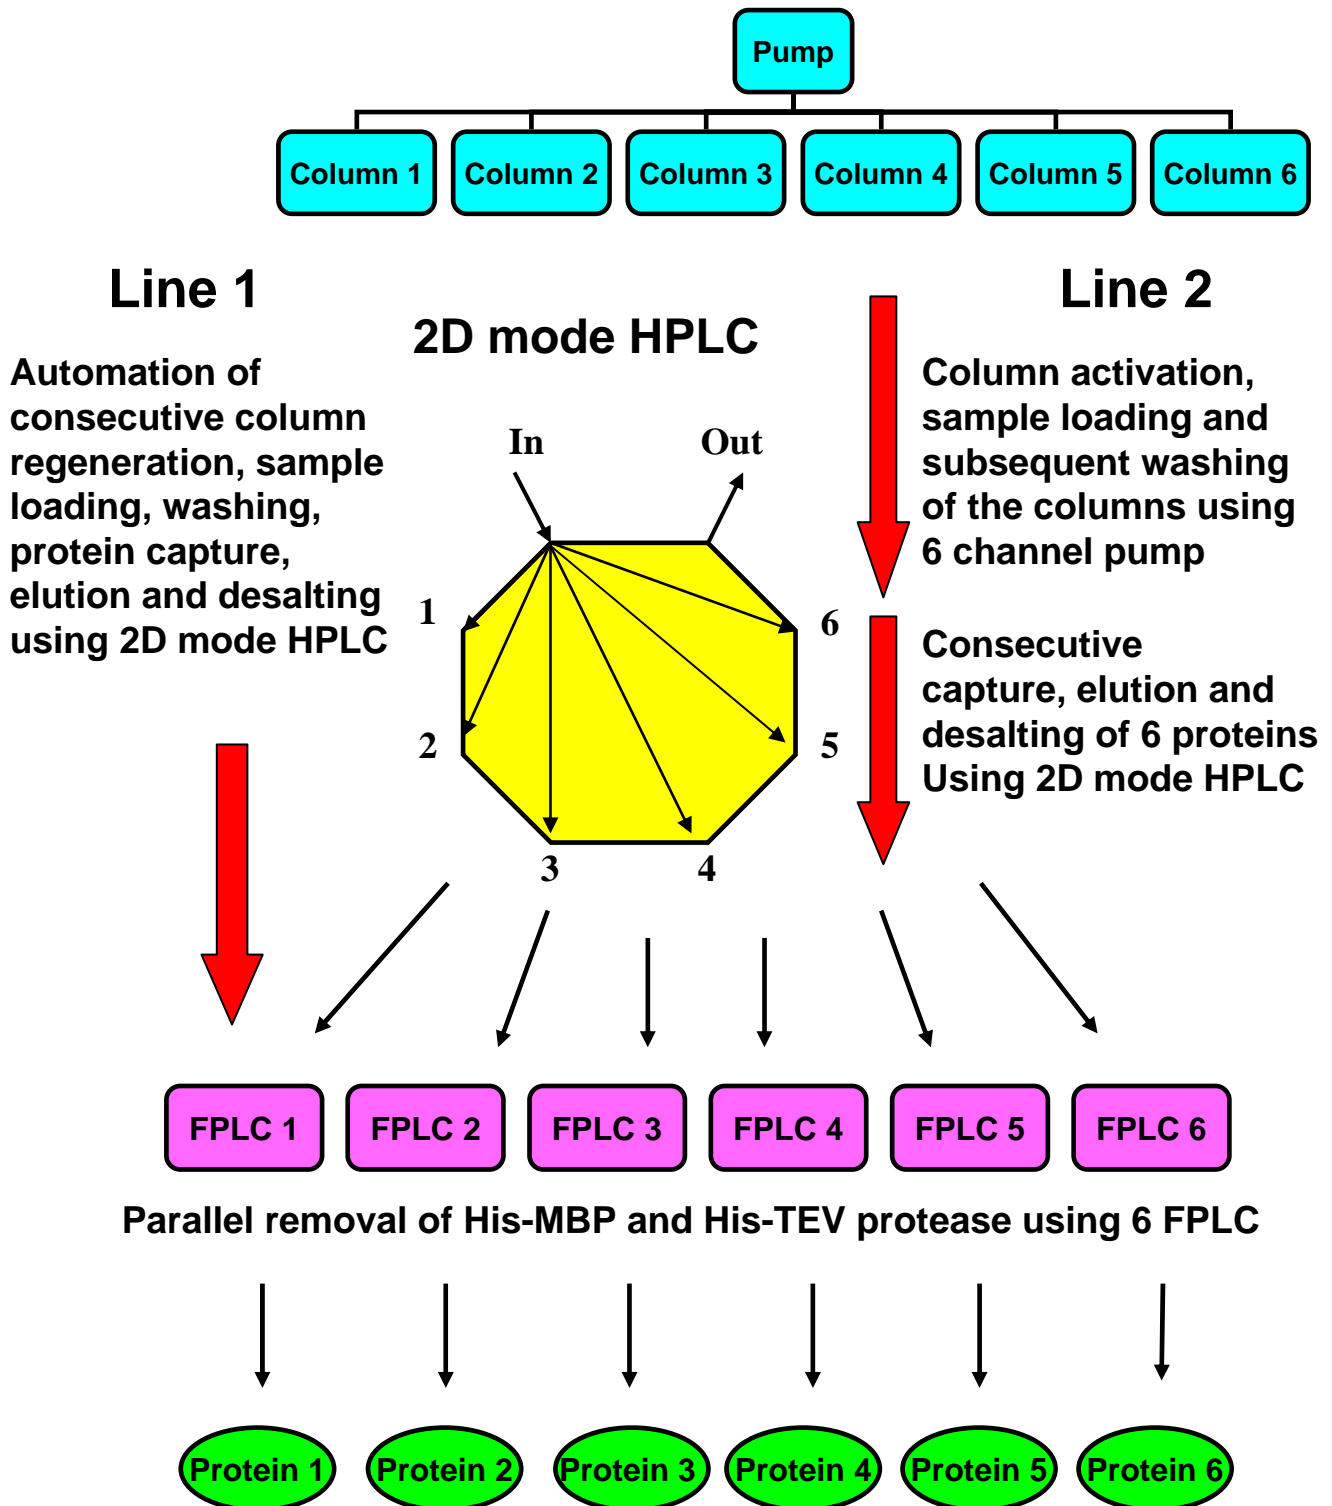 Pump
Column 1
Column 2
Column 3
Column 4
Column 5
Column 6
Line 1
Automation of
consecutive column
regeneration, sample
loading, washing,
protein capture,
elution and desalting
using 2D mode HPLC
2D mode HPLC
In
Out
1
2
3
4
5
6
Line 2
Column activation,
sample loading and
subsequent washing
of the columns using
6 channel pump
Consecutive
capture, elution and
desalting of 6 proteins
Using 2D mode HPLC
FPLC 1
FPLC 2
FPLC 3
FPLC 4
FPLC 5
FPLC 6
Parallel removal of His-MBP and His-TEV protease using 6 FPLC
Protein 1
Protein 2
Protein 3
Protein 4
Protein 5
Protein 6